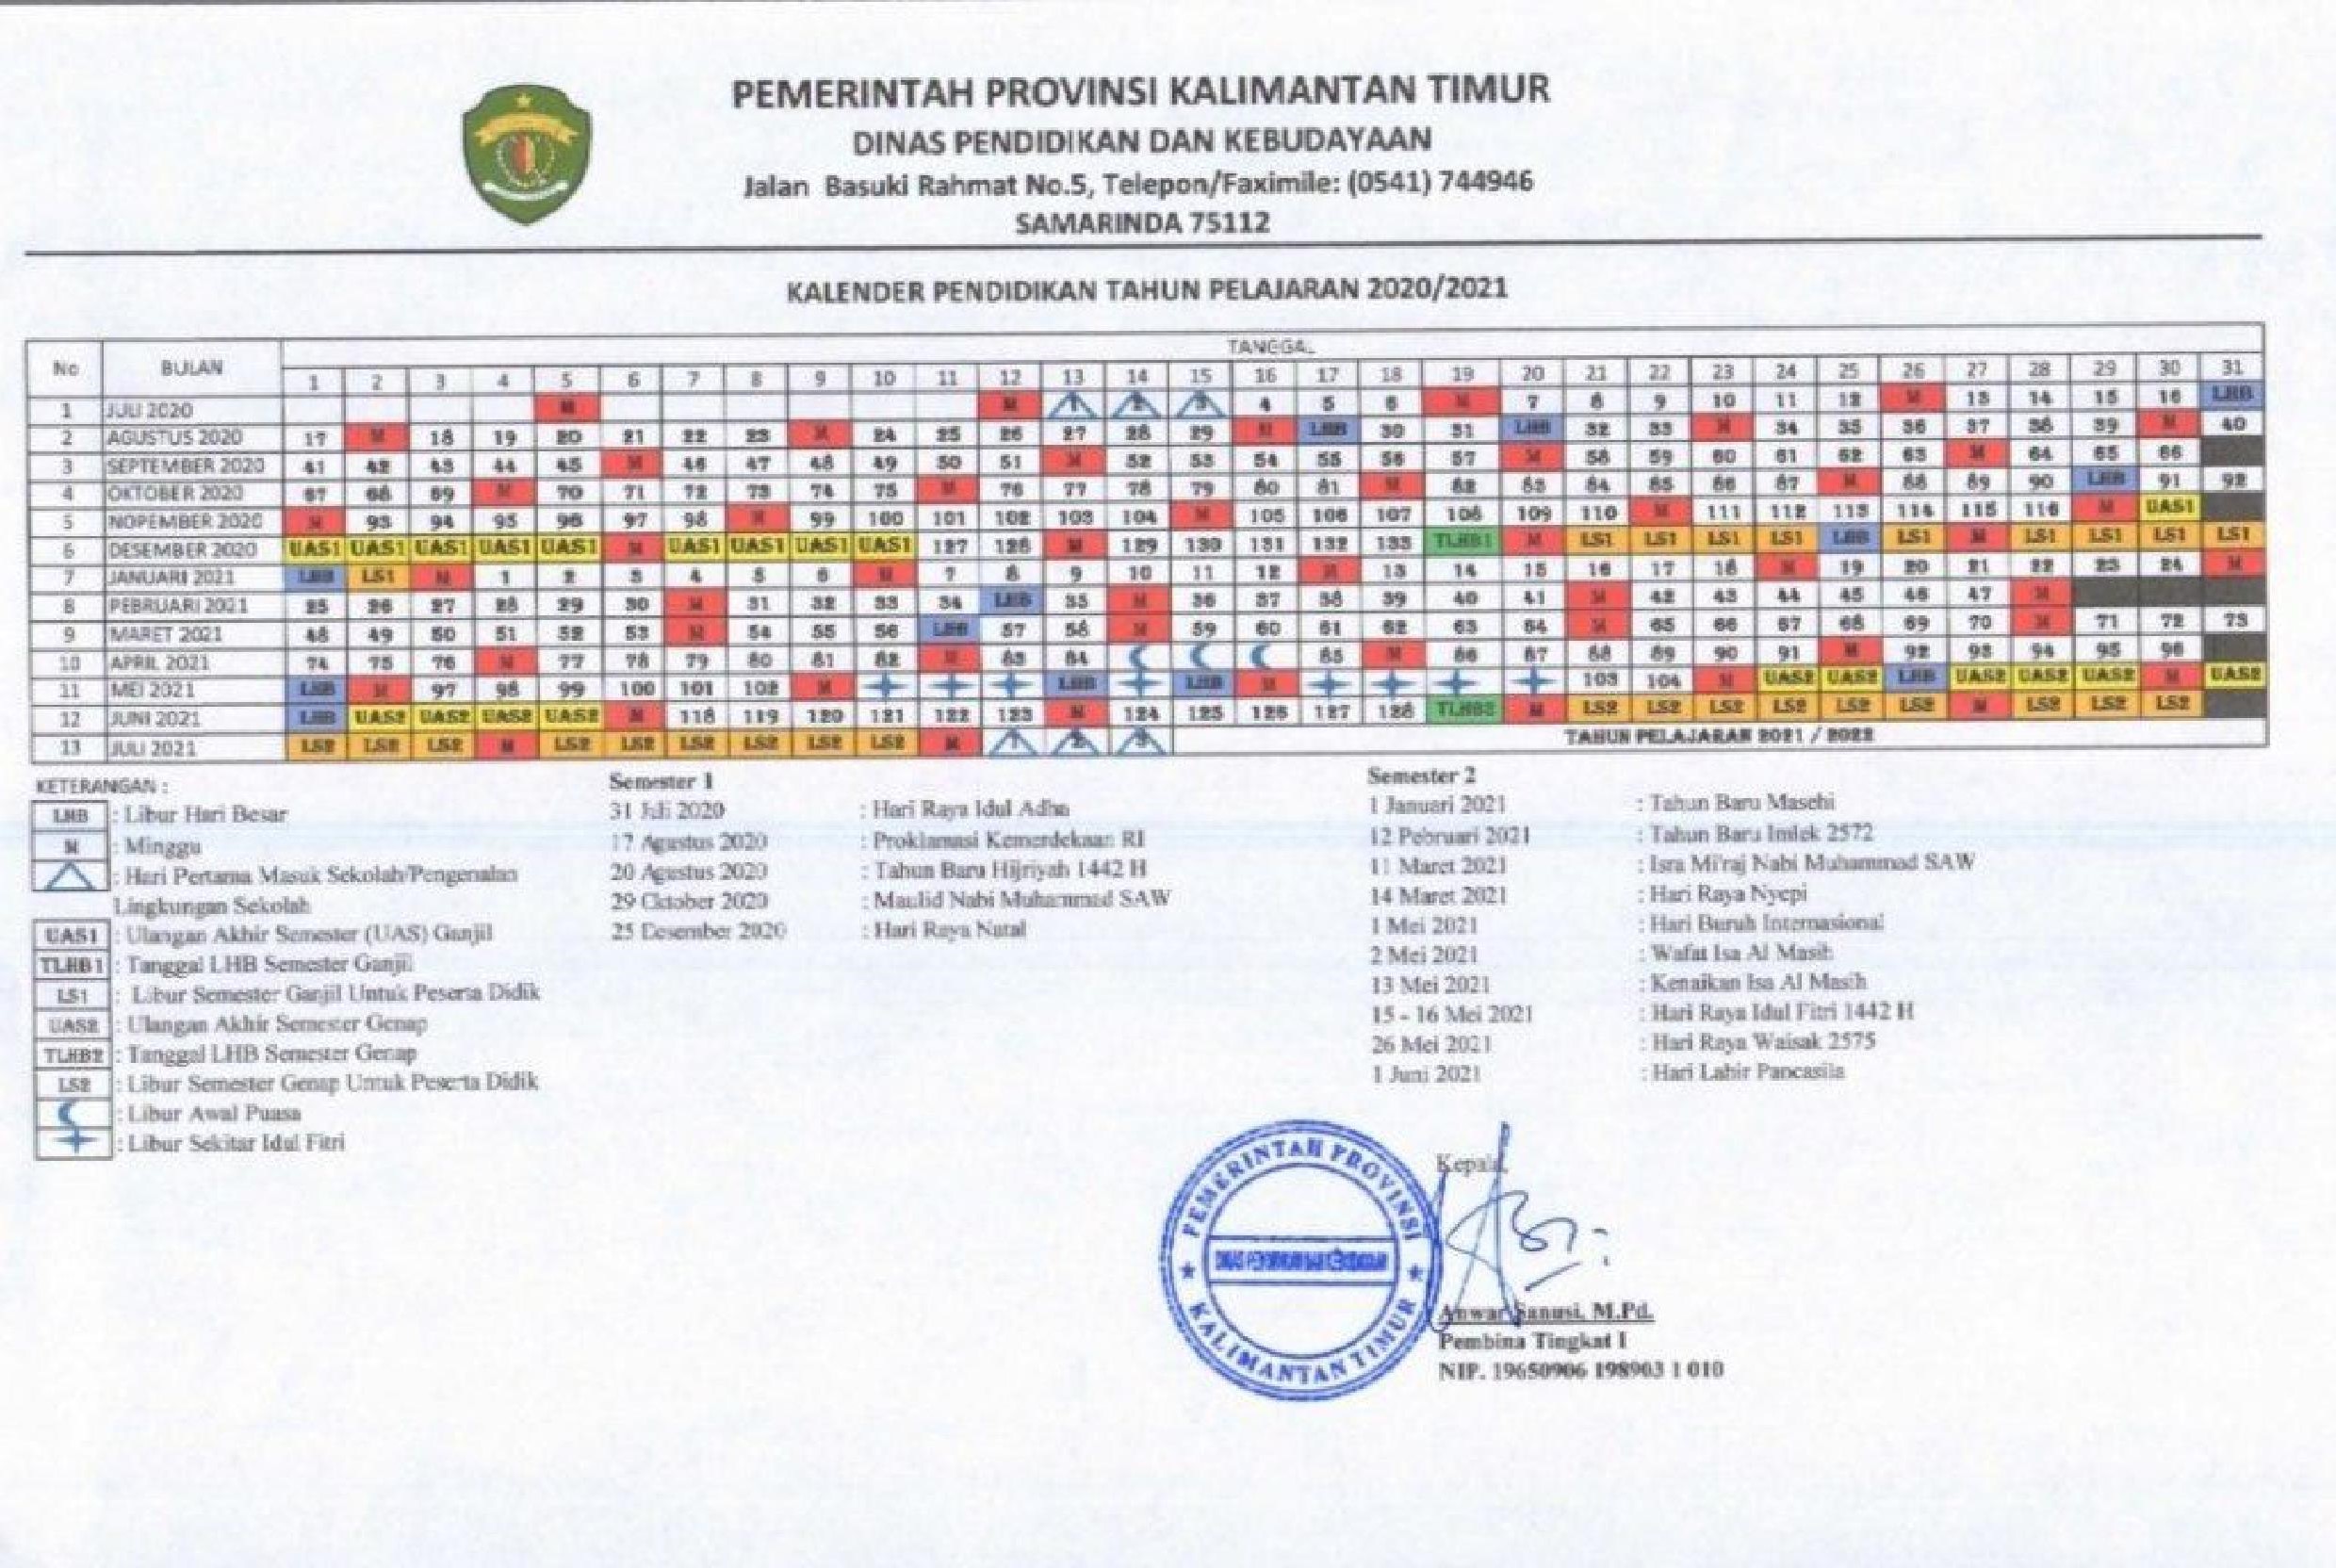 PEMERINTAH PROVINSI KALIMANTAN TIMUR
DINAS PENDIDIKAN DAN KEBUDAYAAN
Jalan Basuki Rahmat No.5, Telepon/Faximile: (0541) 744946
SAMARINDA 75112
KALENDER PENDIDIKAN TAHUN PELAJARAN 2020/2021
No BULAN TANGGAL
1 2 3 4 5 6 7 8 9 10 11 12 13 14 15 16 17 18 19 20 21 22 23 24 25 26 27 28 29 30 31
1 JULI 2020 M M 1 2 3 4 5 6 M 7 8 9 10 11 12 M 13 14 15 16 LHB
2 AGUSTUS 2020 17 M 18 19 20 21 22 23 M 24 25 26 27 28 29 M LHB 30 31 LHB 32 33 M 34 35 36 37 38 39 M 40
3 SEPTEMBER 2020 41 42 43 44 45 M 46 47 48 49 50 51 M 52 53 54 55 56 57 M 58 59 60 61 62 63 M 64 65 66
4 OKTOBER 2020 67 68 69 M 70 71 72 73 74 75 M 76 77 78 79 80 81 M 82 83 84 85 86 87 M 88 89 90 LHB 91 92
5 NOPEMBER 2020 M 93 94 95 96 97 98 M 99 100 101 102 103 104 M 105 106 107 108 109 110 M 111 112 113 114 115 116 M UAS1
6 DESEMBER 2020 UAS1 UAS1 UAS1 UAS1 UAS1 M UAS1 UAS1 UAS1 UAS1 127 128 M 129 130 131 132 133 TLHB1 M LS1 LS1 LS1 LS1 LHB LS1 M LS1 LS1 LS1 LS1
7 JANUARI 2021 LHB LS1 M 1 2 3 4 5 6 M 7 8 9 10 11 12 M 13 14 15 16 17 18 M 19 20 21 22 23 24 M
8 PEBRUARI 2021 25 26 27 28 29 30 M 31 32 33 34 LHB 35 M 36 37 38 39 40 41 M 42 43 44 45 46 47 M
9 MARET 2021 48 49 50 51 52 53 M 54 55 56 LHB 57 58 M 59 60 61 62 63 64 M 65 66 67 68 69 70 M 71 72 73
10 APRIL 2021 74 75 76 M 77 78 79 80 81 82 M 83 84 85 M 86 87 88 89 90 91 M 92 93 94 95 96
11 MEI 2021 LHB M 97 98 99 100 101 102 M LHB LHB M 103 104 M UAS2 UAS2 LHB UAS2 UAS2 UAS2 M UAS2
12 JUNI 2021 LHB UAS2 UAS2 UAS2 UAS2 M 118 119 120 121 122 123 M 124 125 126 127 128 TLHB2 M LS2 LS2 LS2 LS2 LS2 LS2 M LS2 LS2 LS2
13 JULI 2021 LS2 LS2 LS2 M LS2 LS2 LS2 LS2 LS2 LS2 M 1 2 3 TAHUN PELAJARAN 2021 / 2022
KETERANGAN :
LHB : Libur Hari Besar
M : Minggu
: Hari Pertama Masuk Sekolah/Pengenalan
Lingkungan Sekolah
UAS1 : Ulangan Akhir Semester (UAS) Ganjil
TLHB1 : Tanggal LHB Semester Ganjil
LS1 : Libur Semester Ganjil Untuk Peserta Didik
UAS2 : Ulangan Akhir Semester Genap
TLHB2 : Tanggal LHB Semester Genap
LS2 : Libur Semester Genap Untuk Peserta Didik
: Libur Awal Puasa
: Libur Sekitar Idul Fitri
Semester 1
31 Juli 2020 : Hari Raya Idul Adha
17 Agustus 2020 : Proklamasi Kemerdekaan RI
20 Agustus 2020 : Tahun Baru Hijriyah 1442 H
29 Oktober 2020 : Maulid Nabi Muhammad SAW
25 Desember 2020 : Hari Raya Natal
Semester 2
1 Januari 2021 : Tahun Baru Masehi
12 Pebruari 2021 : Tahun Baru Imlek 2572
11 Maret 2021 : Isra Mi'raj Nabi Muhammad SAW
14 Maret 2021 : Hari Raya Nyepi
1 Mei 2021 : Hari Buruh Internasional
2 Mei 2021 : Wafat Isa Al Masih
13 Mei 2021 : Kenaikan Isa Al Masih
15 - 16 Mei 2021 : Hari Raya Idul Fitri 1442 H
26 Mei 2021 : Hari Raya Waisak 2575
1 Juni 2021 : Hari Lahir Pancasila
Kepala,
PEMERINTAH PROVINSI
KALIMANTAN TIMUR
Anwar Sanusi, M.Pd.
Pembina Tingkat I
NIP. 19650906 198903 1 010